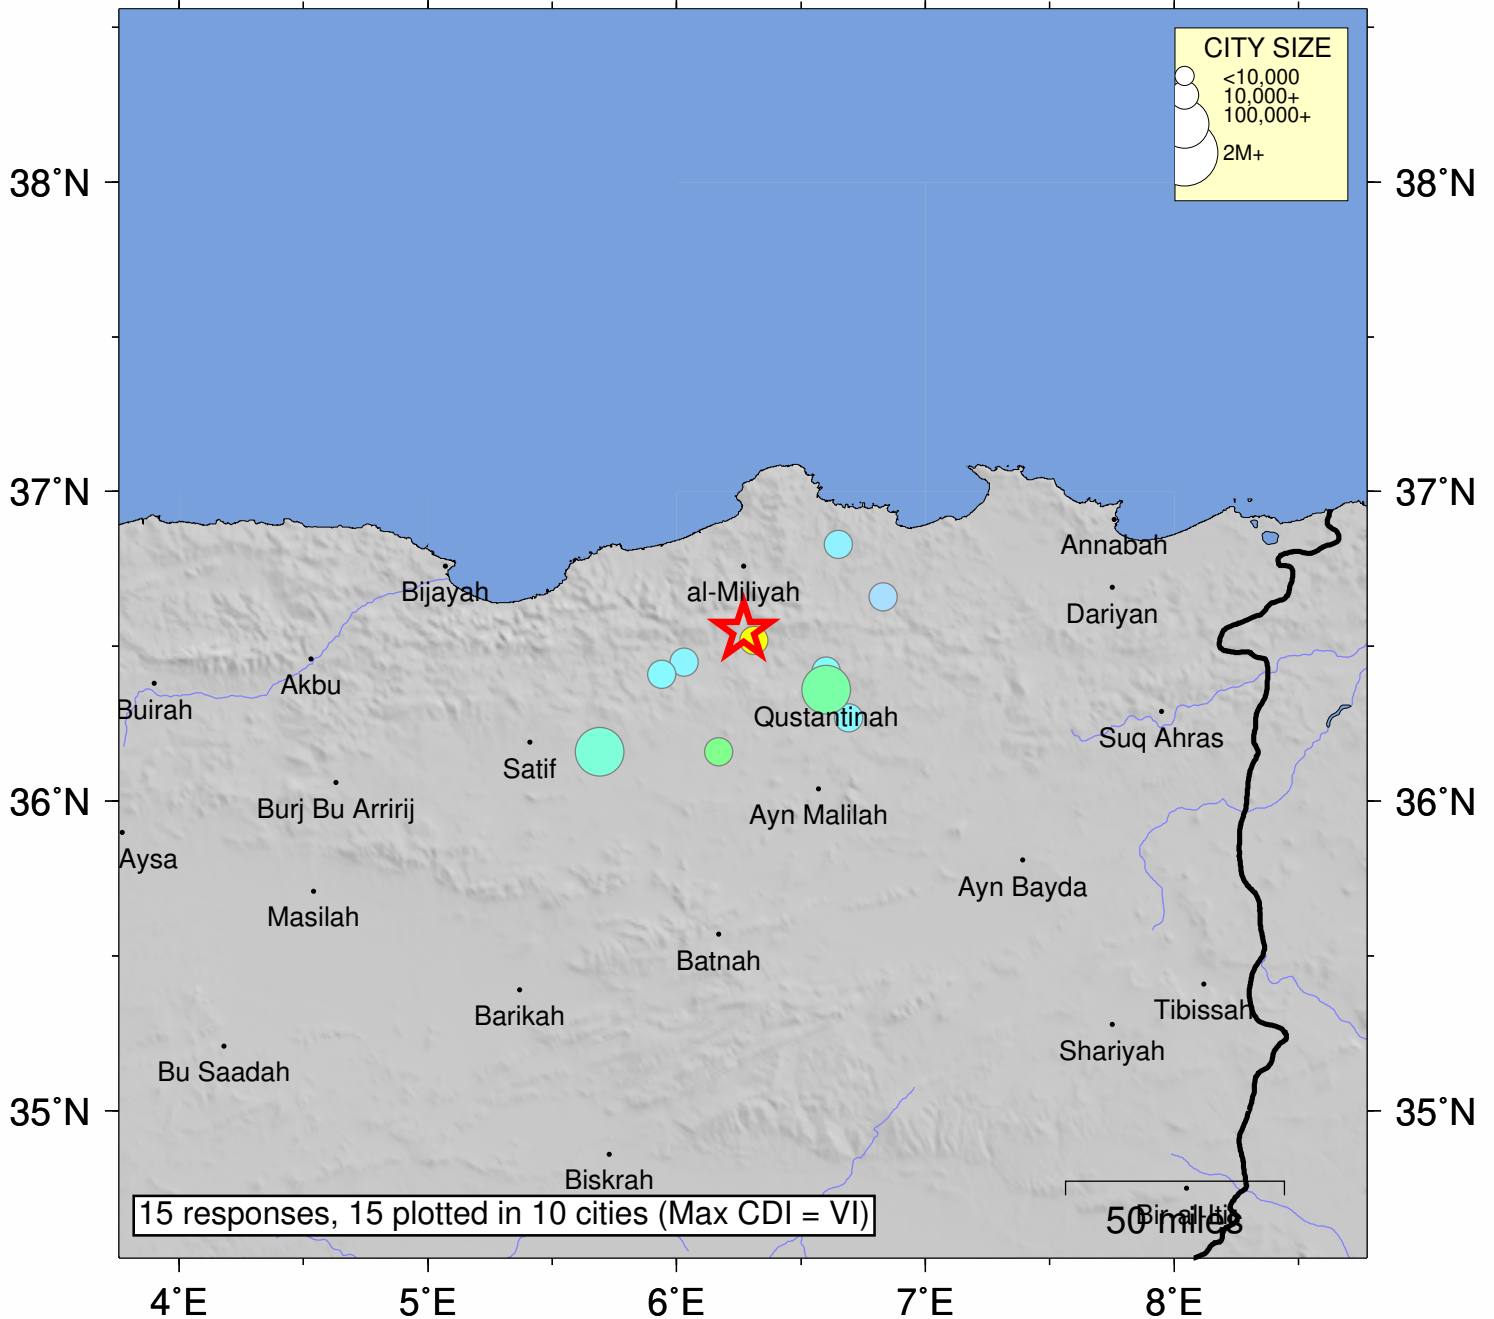 CITY SIZE
<10,000
10,000+
100,000+
2M+
38˚N
38˚N
37˚N
37˚N
Annabah
Bijayah
al-Miliyah
Dariyan
Akbu
Buirah
Qustantinah
Suq Ahras
Satif
36˚N
36˚N
Burj Bu Arririj
Ayn Malilah
Aysa
Ayn Bayda
Masilah
Batnah
Tibissah
Barikah
Shariyah
Bu Saadah
35˚N
35˚N
Biskrah
15 responses, 15 plotted in 10 cities (Max CDI = VI)
50 miles
4˚E
5˚E
6˚E
7˚E
8˚E